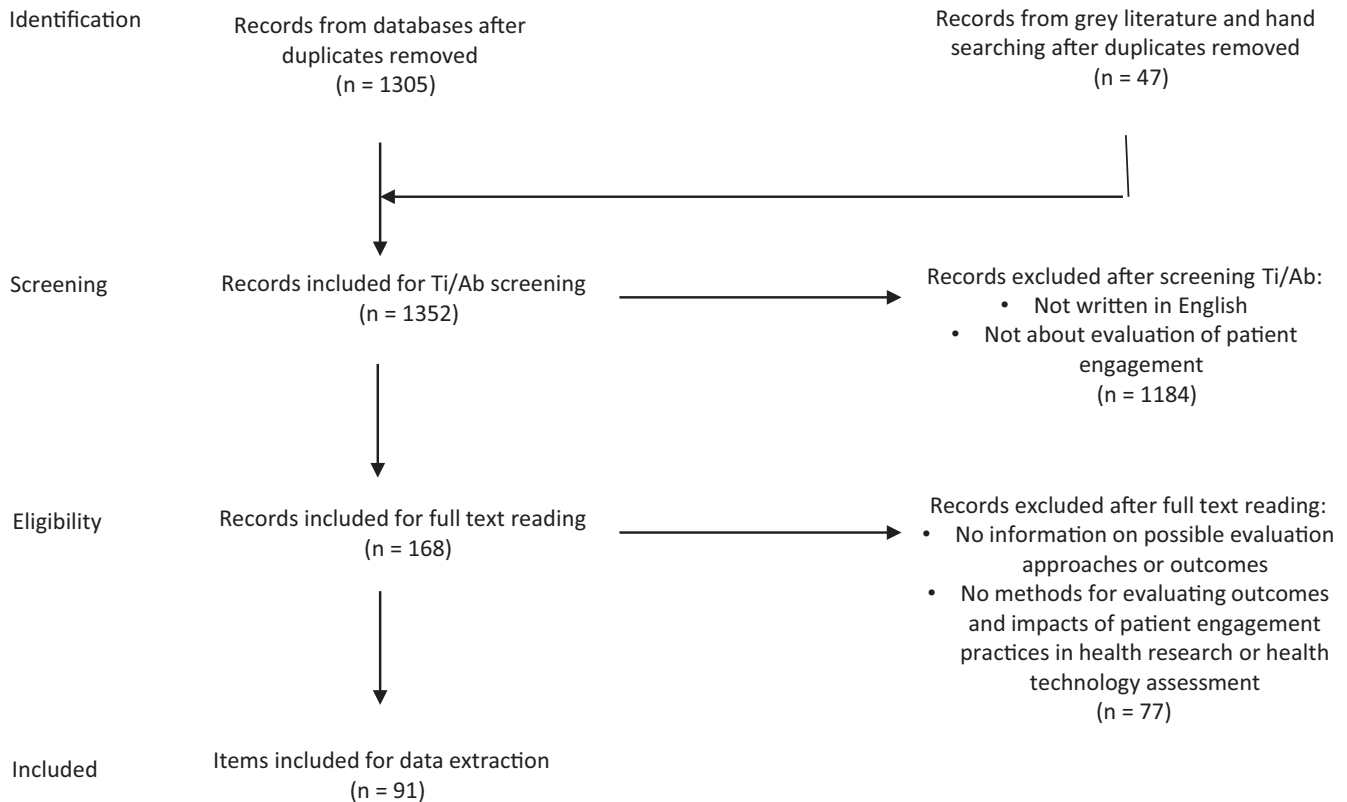 Identification
Records from databases after
duplicates removed
(n = 1305)
Records from grey literature and hand
searching after duplicates removed
(n = 47)
Screening
Records included for Ti/Ab screening
(n = 1352)
Records excluded after screening Ti/Ab:
• Not written in English
• Not about evaluation of patient
engagement
(n = 1184)
Eligibility
Records included for full text reading
(n = 168)
Records excluded after full text reading:
• No information on possible evaluation
approaches or outcomes
• No methods for evaluating outcomes
and impacts of patient engagement
practices in health research or health
technology assessment
(n = 77)
Included
Items included for data extraction
(n = 91)